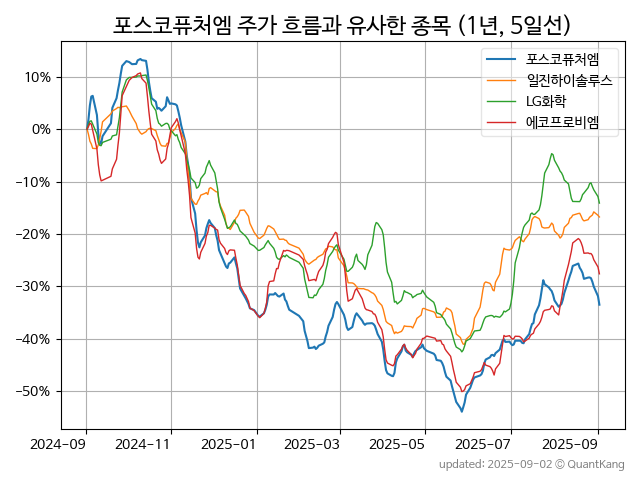 포스코퓨처엠 주가 흐름과 유사한 종목 (1년, 5일선)
포스코퓨처엠
일진하이솔루스
LG화학
에코프로비엠
10%
0%
−10%
−20%
−30%
−40%
−50%
2024-09
2024-11
2025-01
2025-03
2025-05
2025-07
2025-09
updated: 2025-09-02 © QuantKang